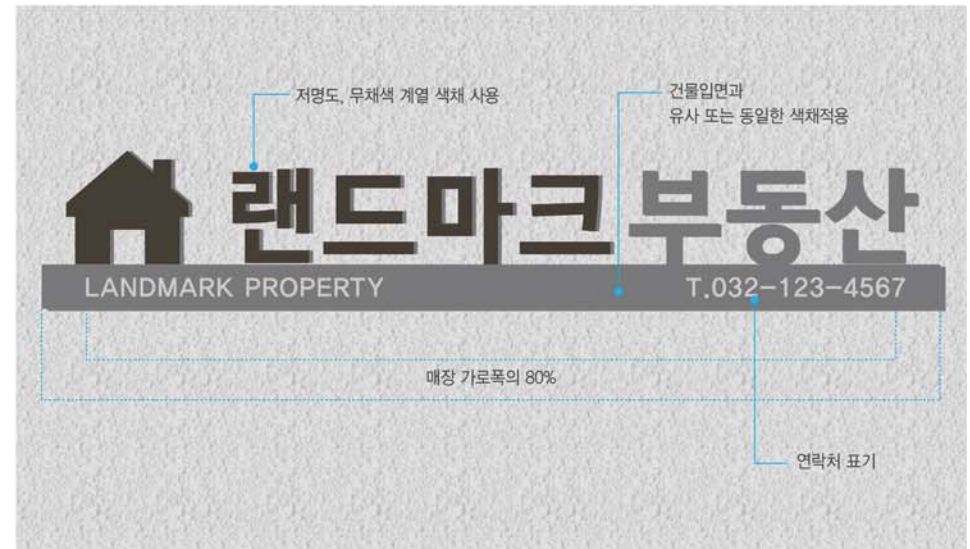 저명도, 무채색 계열 색채 사용
건물입면과
유사 또는 동일한 색채적용
랜드마크부동산
LANDMARK PROPERTY T.032-123-4567
매장 가로폭의 80%
연락처 표기